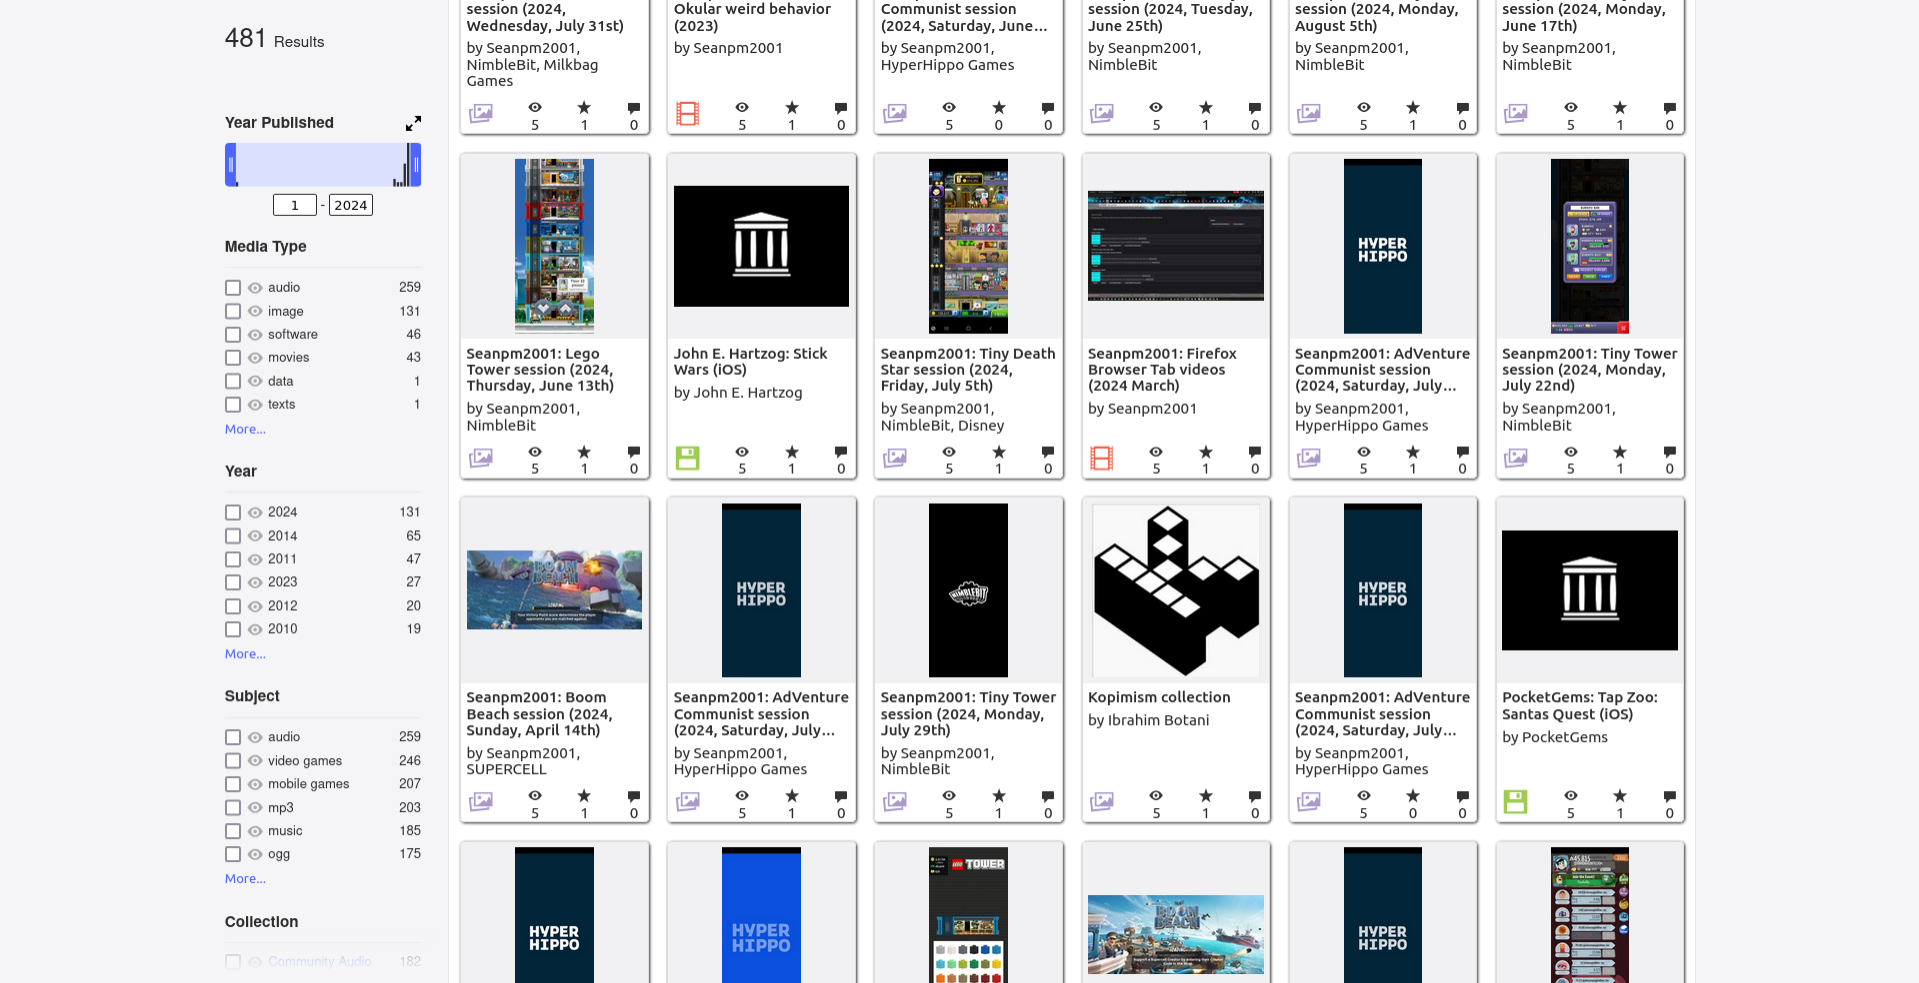 481 Results
Year Published
1 - 2024
Media Type
audio 259
image 131
software 46
movies 43
data 1
texts 1
More...
Year
2024 131
2014 65
2011 47
2023 27
2012 20
2010 19
More...
Subject
audio 259
video games 246
mobile games 207
mp3 203
music 185
ogg 175
More...
Collection
Community Audio 182
session (2024,
Wednesday, July 31st)
by Seanpm2001,
NimbleBit, Milkbag
Games
5 1 0
Okular weird behavior
(2023)
by Seanpm2001
5 1 0
Communist session
(2024, Saturday, June...
by Seanpm2001,
HyperHippo Games
5 0 0
session (2024, Tuesday,
June 25th)
by Seanpm2001,
NimbleBit
5 1 0
session (2024, Monday,
August 5th)
by Seanpm2001,
NimbleBit
5 1 0
session (2024, Monday,
June 17th)
by Seanpm2001,
NimbleBit
5 1 0
Seanpm2001: Lego
Tower session (2024,
Thursday, June 13th)
by Seanpm2001,
NimbleBit
5 1 0
John E. Hartzog: Stick
Wars (iOS)
by John E. Hartzog
5 1 0
Seanpm2001: Tiny Death
Star session (2024,
Friday, July 5th)
by Seanpm2001,
NimbleBit, Disney
5 1 0
Seanpm2001: Firefox
Browser Tab videos
(2024 March)
by Seanpm2001
5 1 0
HYPER
HIPPO
Seanpm2001: AdVenture
Communist session
(2024, Saturday, July...
by Seanpm2001,
HyperHippo Games
5 1 0
Seanpm2001: Tiny Tower
session (2024, Monday,
July 22nd)
by Seanpm2001,
NimbleBit
5 1 0
BOOM
BEACH
Seanpm2001: Boom
Beach session (2024,
Sunday, April 14th)
by Seanpm2001,
SUPERCELL
5 1 0
HYPER
HIPPO
Seanpm2001: AdVenture
Communist session
(2024, Saturday, July...
by Seanpm2001,
HyperHippo Games
5 1 0
NIMBLEBIT
Seanpm2001: Tiny Tower
session (2024, Monday,
July 29th)
by Seanpm2001,
NimbleBit
5 1 0
Kopimism collection
by Ibrahim Botani
5 1 0
HYPER
HIPPO
Seanpm2001: AdVenture
Communist session
(2024, Saturday, July...
by Seanpm2001,
HyperHippo Games
5 0 0
PocketGems: Tap Zoo:
Santas Quest (iOS)
by PocketGems
5 1 0
HYPER
HIPPO
HYPER
HIPPO
LEGO TOWER
BOOM
BEACH
HYPER
HIPPO